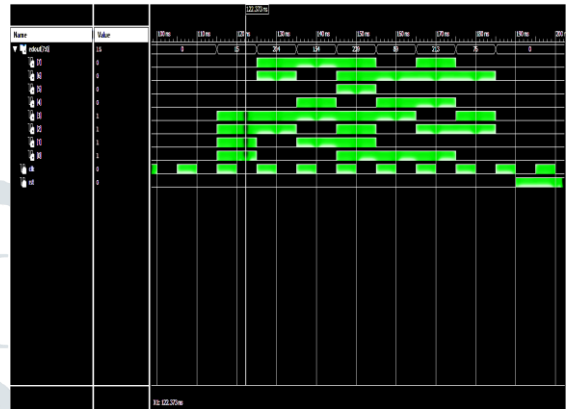 122.373 ns
Name Value 100 ns 110 ns 120 ns 130 ns 140 ns 150 ns 160 ns 170 ns 180 ns 190 ns 200
edout[7:0] 15 0 15 204 154 239 89 213 76 0
[7] 0
[6] 0
[5] 0
[4] 0
[3] 1
[2] 1
[1] 1
[0] 1
clk 0
rst 0
X1: 122.373 ns